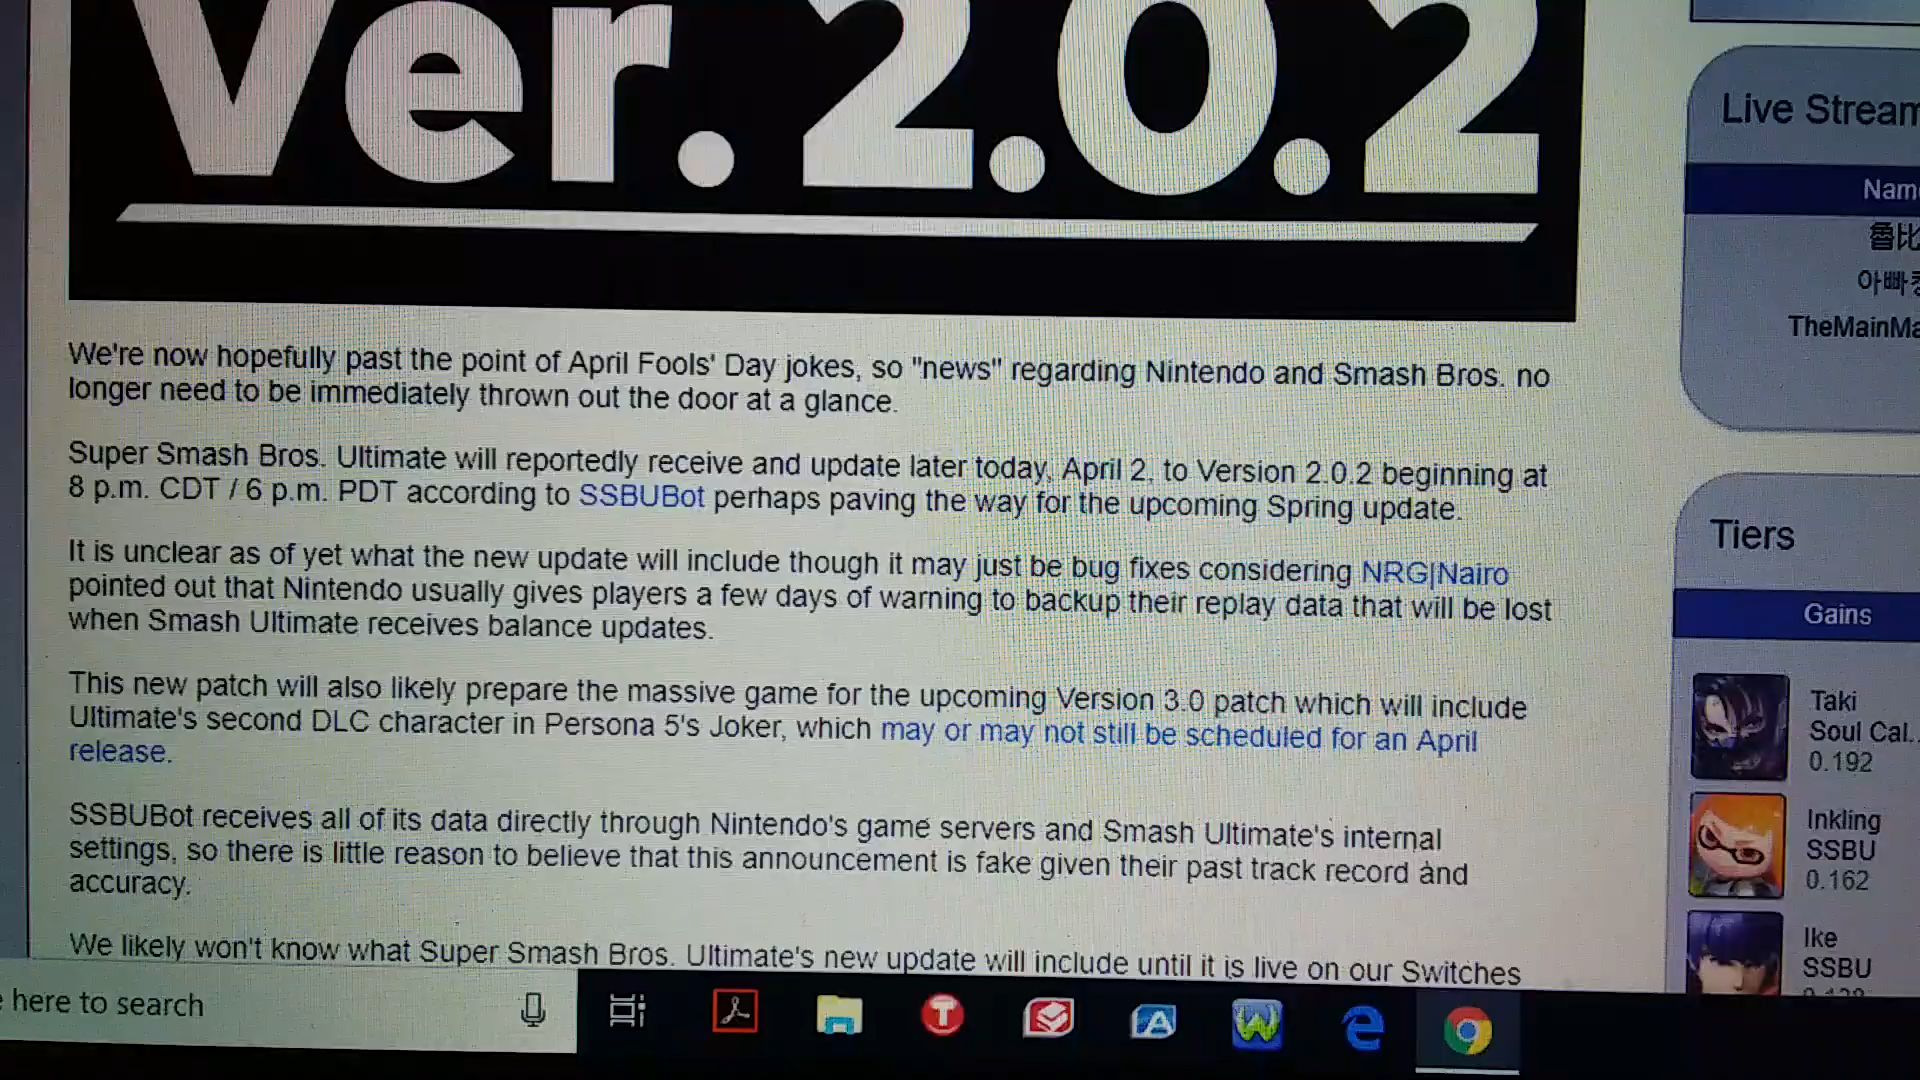 Ver. 2.0.2
We're now hopefully past the point of April Fools' Day jokes, so "news" regarding Nintendo and Smash Bros. no
longer need to be immediately thrown out the door at a glance.
Super Smash Bros. Ultimate will reportedly receive and update later today, April 2, to Version 2.0.2 beginning at
8 p.m. CDT / 6 p.m. PDT according to SSBUBot perhaps paving the way for the upcoming Spring update.
It is unclear as of yet what the new update will include though it may just be bug fixes considering NRG|Nairo
pointed out that Nintendo usually gives players a few days of warning to backup their replay data that will be lost
when Smash Ultimate receives balance updates.
This new patch will also likely prepare the massive game for the upcoming Version 3.0 patch which will include
Ultimate's second DLC character in Persona 5's Joker, which may or may not still be scheduled for an April
release.
SSBUBot receives all of its data directly through Nintendo's game servers and Smash Ultimate's internal
settings, so there is little reason to believe that this announcement is fake given their past track record and
accuracy.
We likely won't know what Super Smash Bros. Ultimate's new update will include until it is live on our Switches
here to search
Live Stream
Name
魯比
아빠
TheMainMa
Tiers
Gains
Taki
Soul Cal...
0.192
Inkling
SSBU
0.162
Ike
SSBU